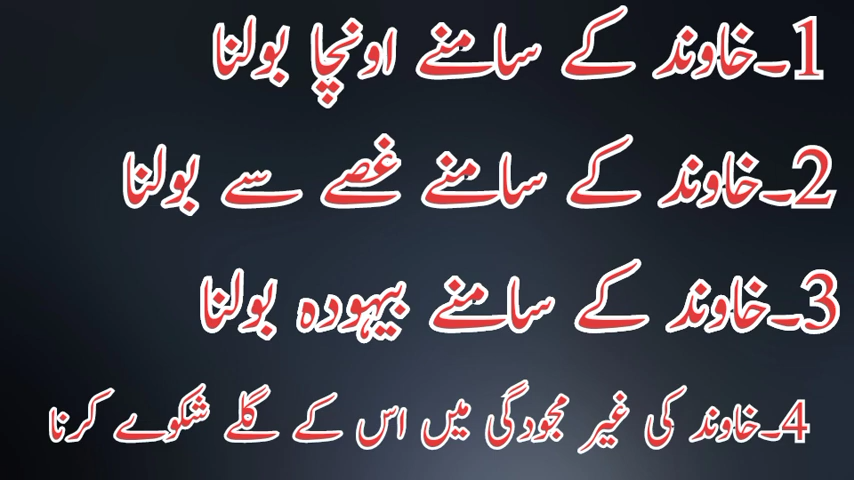 1۔خاوند کے سامنے اونچا بولنا
2۔خاوند کے سامنے غصے سے بولنا
3۔خاوند کے سامنے بیہودہ بولنا
4۔خاوند کی غیر مجودگی میں اس کے گلے شکوے کرنا